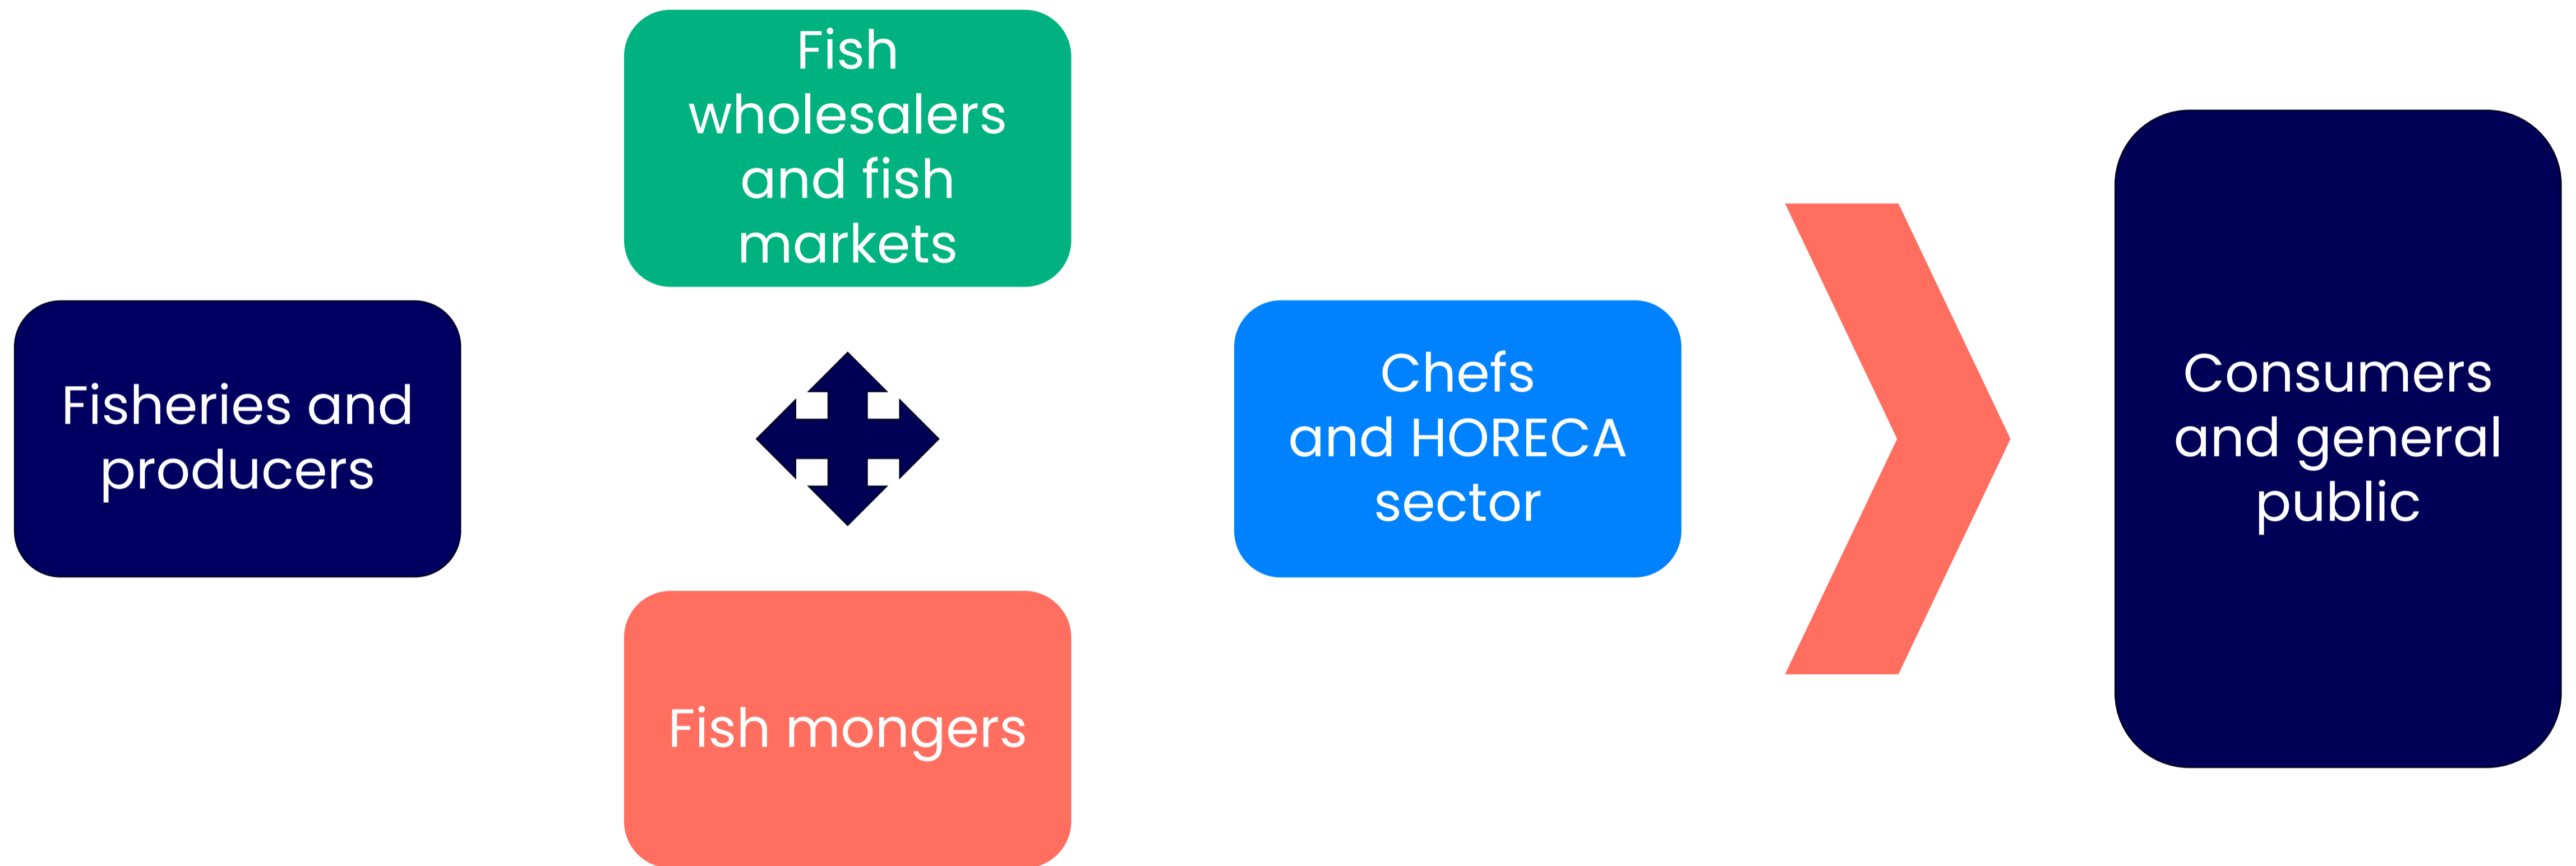 Fish
wholesalers
and fish
markets
Fisheries and
producers
Fish mongers
Chefs
and HORECA
sector
Consumers
and general
public